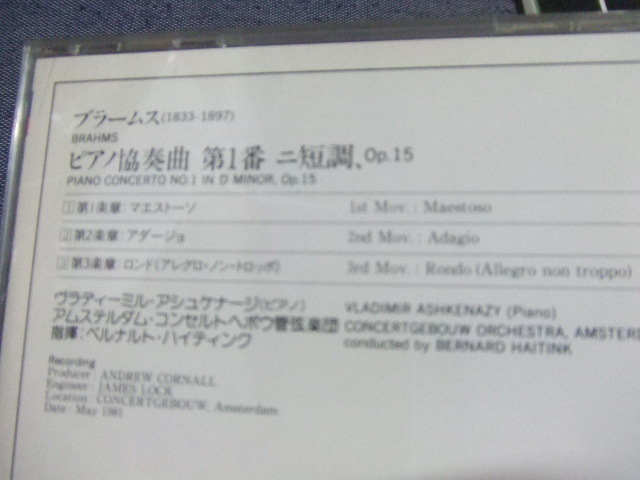 ブラームス(1833-1897)
BRAHMS
ピアノ協奏曲 第1番 ニ短調、Op.15
PIANO CONCERTO NO.1 IN D MINOR, Op.15
1 第1楽章:マエストーソ 1st Mov.: Maestoso
2 第2楽章:アダージョ 2nd Mov.: Adagio
3 第3楽章:ロンド(アレグロ・ノン・トロッポ) 3rd Mov.: Rondo (Allegro non troppo)
ヴラディーミル・アシュケナージ(ピアノ) VLADIMIR ASHKENAZY (Piano)
アムステルダム・コンセルトヘボウ管弦楽団 CONCERTGEBOUW ORCHESTRA, AMSTERD
指揮:ベルナルト・ハイティンク conducted by BERNARD HAITINK
Recording
Producer: ANDREW CORNALL
Engineer: JAMES LOCK
Location: CONCERTGEBOUW, Amsterdam
Date: May 1981